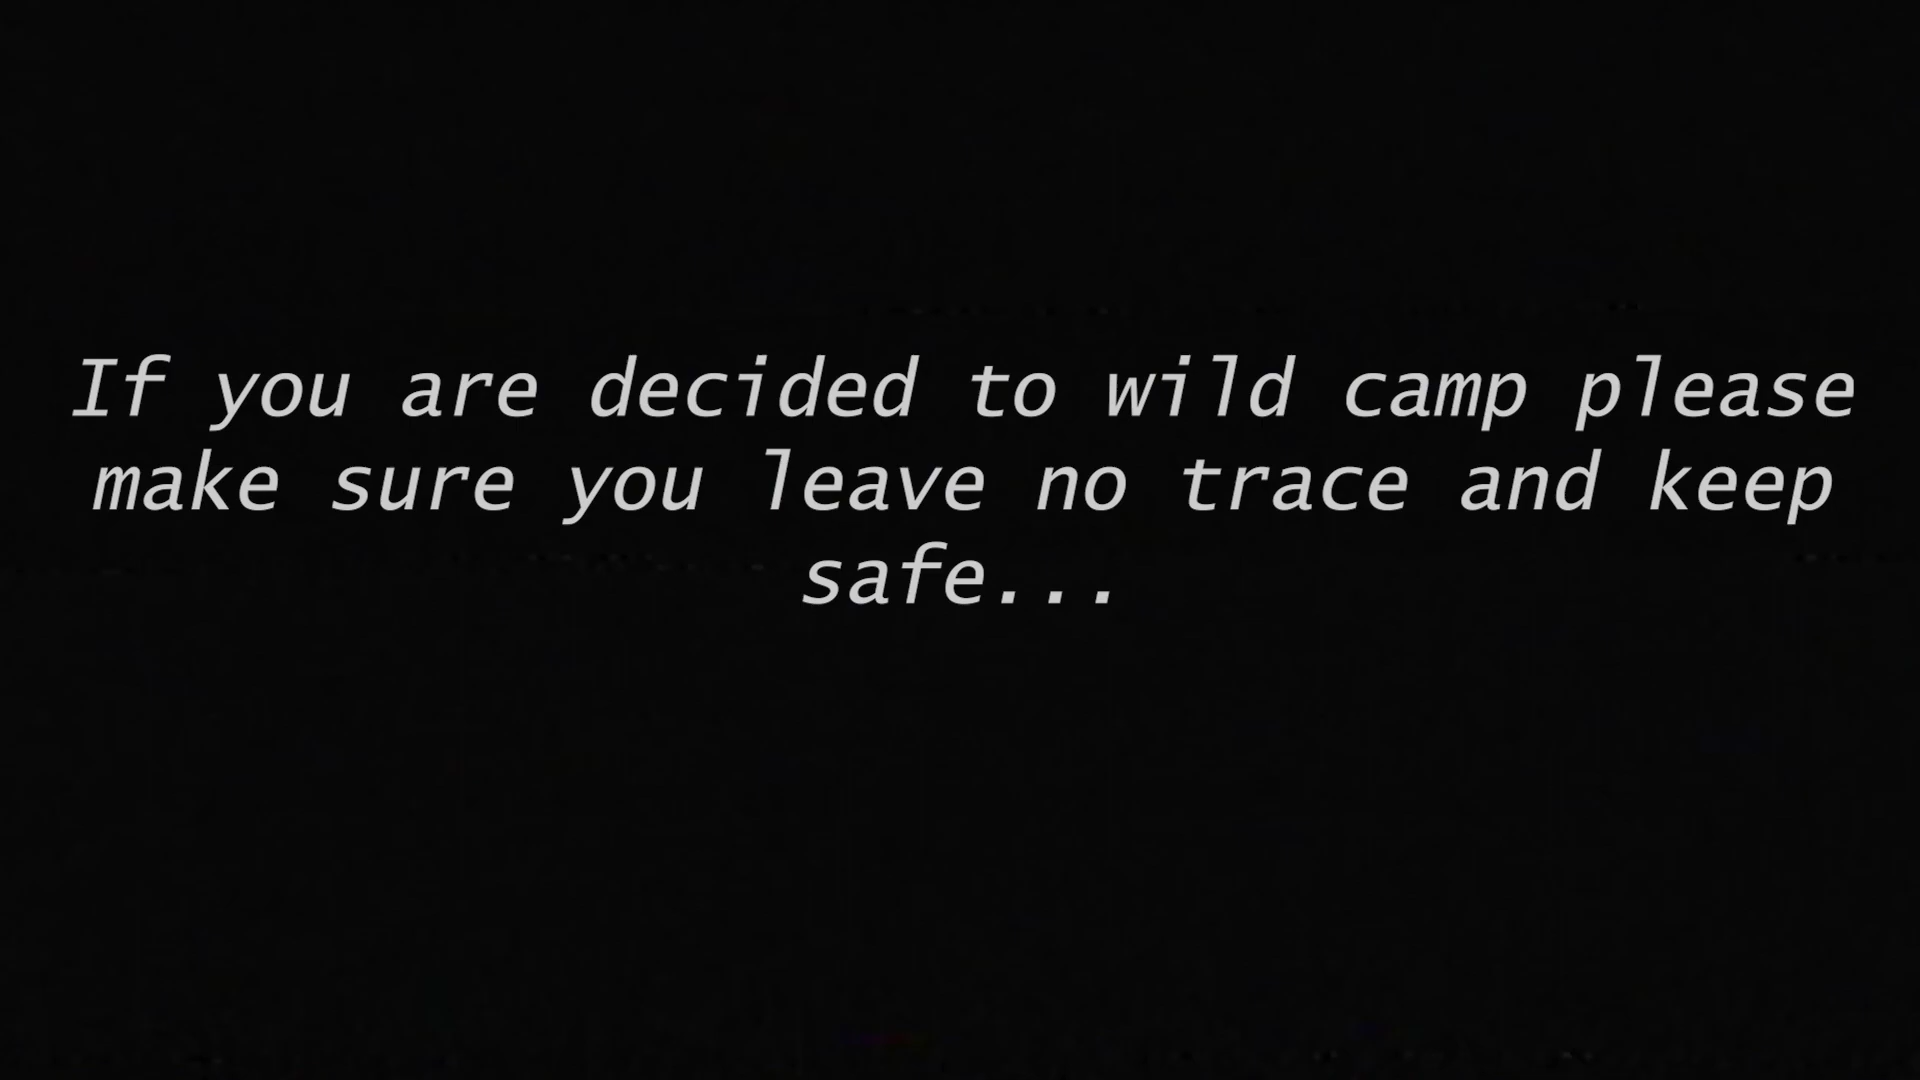 If you are decided to wild camp please
make sure you leave no trace and keep
safe...